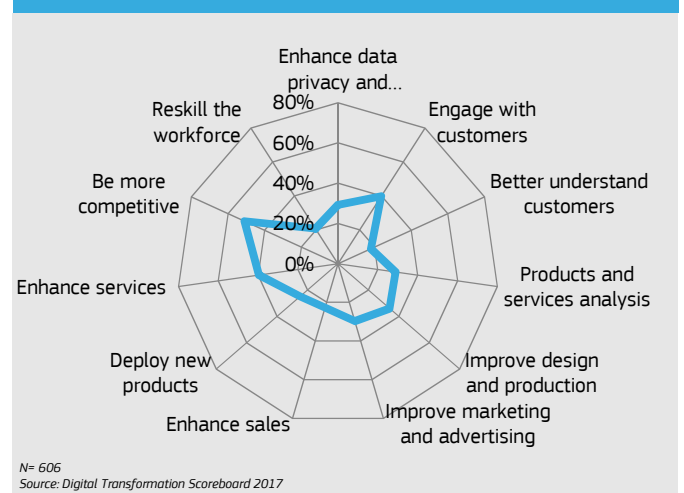 Enhance data
privacy and...
80%
Reskill the
workforce
Engage with
customers
60%
Be more
competitive
40%
Better understand
customers
20%
0%
Enhance services
Products and
services analysis
Deploy new
products
Improve design
and production
Enhance sales
Improve marketing
and advertising
N= 606
Source: Digital Transformation Scoreboard 2017